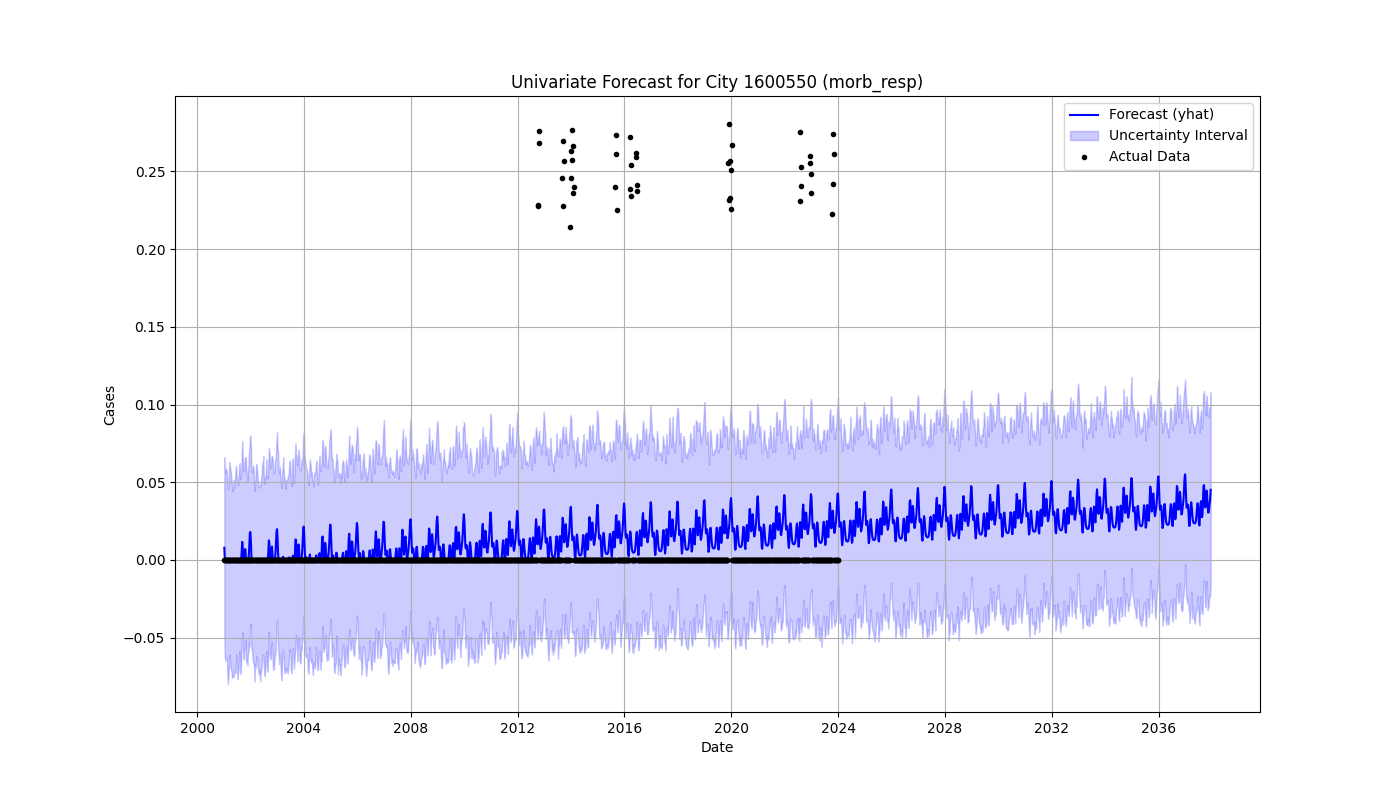 Univariate Forecast for City 1600550 (morb_resp)
Forecast (yhat)
Uncertainty Interval
Actual Data
Cases
0.25
0.20
0.15
0.10
0.05
0.00
−0.05
2000 2004 2008 2012 2016 2020 2024 2028 2032 2036
Date